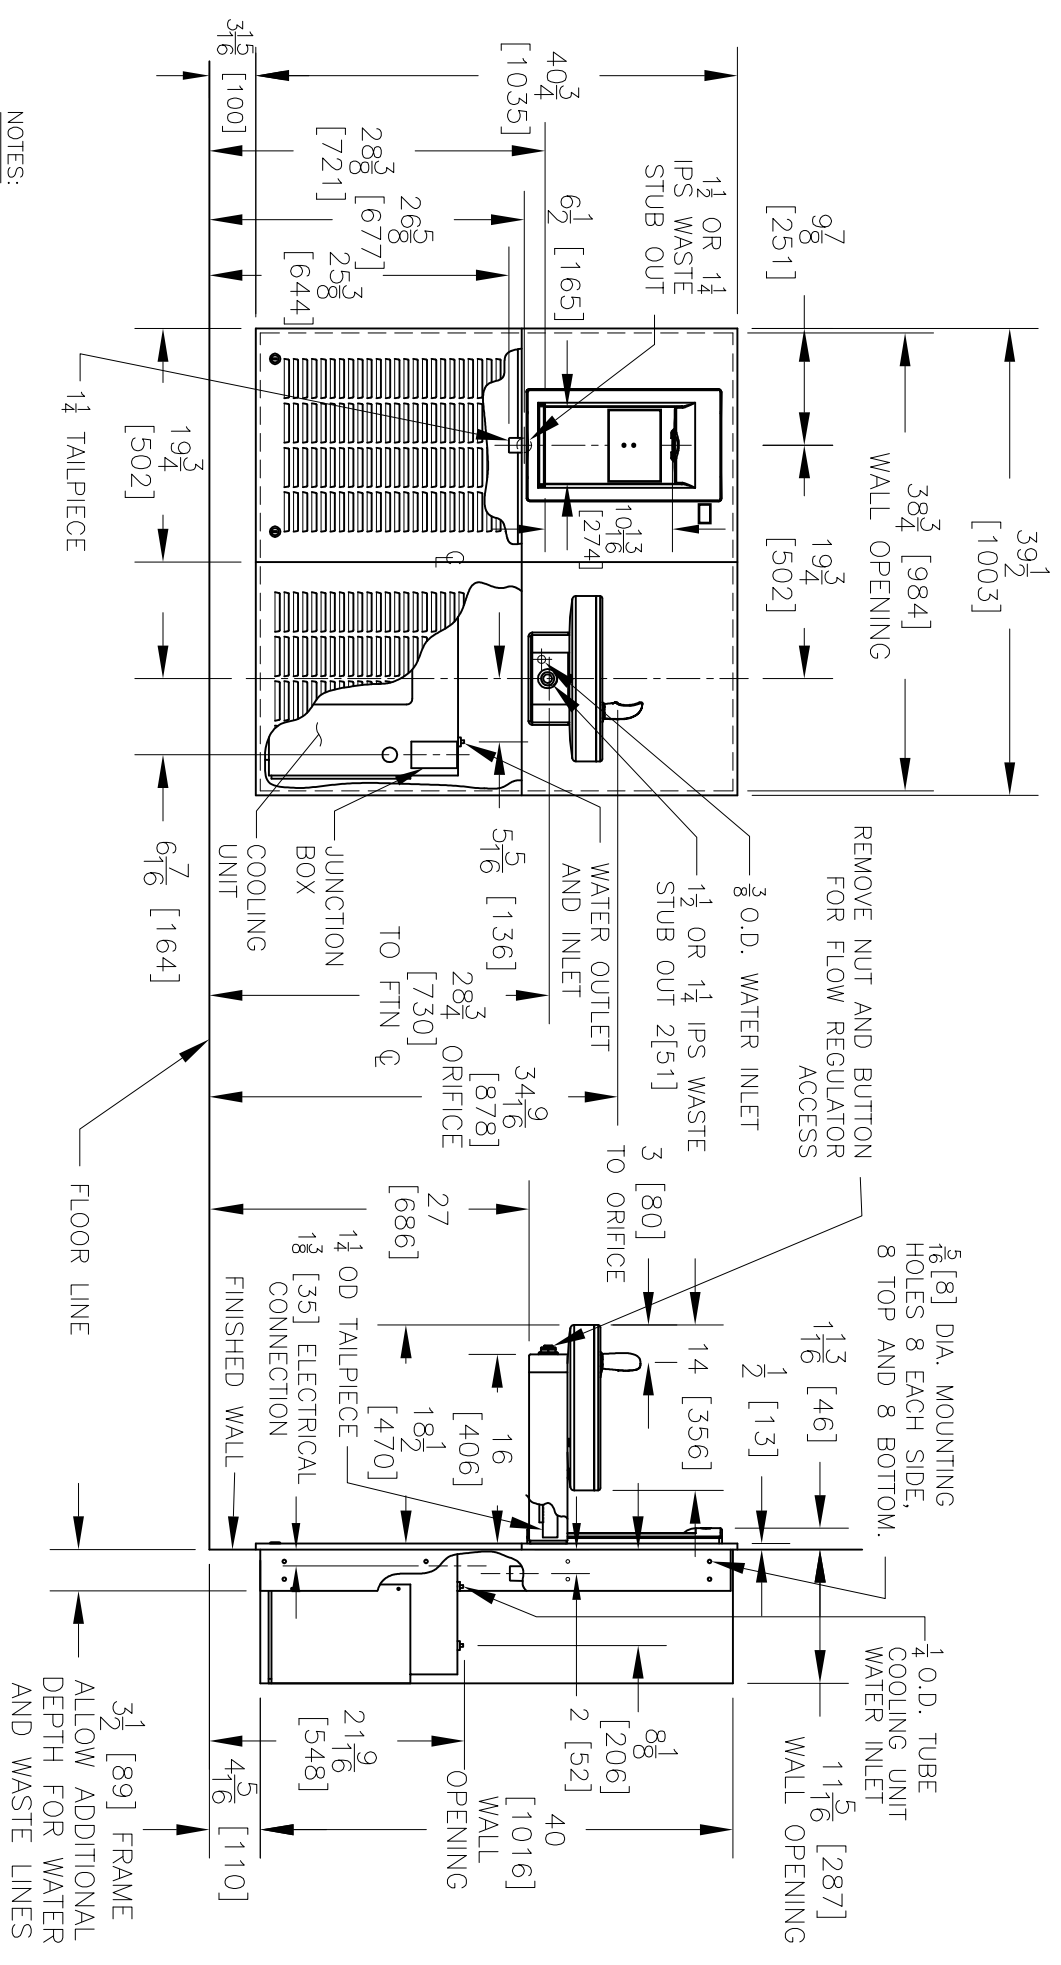 39 1/2
[1003]
38 3/4 [984]
WALL OPENING
9 7/8
[251]
19 3/4
[502]
1 1/2 OR 1 1/4
IPS WASTE
STUB OUT
6 1/2 [165]
10 13/16
[274]
40 3/4
[1035]
28 3/8
[721]
26 5/8
[677]
25 3/8
[644]
3 15/16 [100]
19 3/4
[502]
1 1/4 TAILPIECE
℄
REMOVE NUT AND BUTTON
FOR FLOW REGULATOR
ACCESS
3/8 O.D. WATER INLET
1 1/2 OR 1 1/4 IPS WASTE
STUB OUT 2[51]
WATER OUTLET
AND INLET
5 5/16 [136]
JUNCTION
BOX
COOLING
UNIT
6 7/16 [164]
28 3/4
[730]
TO FTN ℄
34 9/16
[878]
ORIFICE
3 [80]
TO ORIFICE
27
[686]
FLOOR LINE
5/16 [8] DIA. MOUNTING
HOLES 8 EACH SIDE,
8 TOP AND 8 BOTTOM.
1 13/16 [46]
1/2 [13]
14 [356]
16
[406]
18 1/2
[470]
1 1/4 OD TAILPIECE
1 3/8 [35] ELECTRICAL
CONNECTION
FINISHED WALL
1/4 O.D. TUBE
COOLING UNIT
WATER INLET
11 5/16 [287]
WALL OPENING
8 1/8
[206]
2 [52]
40
[1016]
WALL
OPENING
21 9/16
[548]
4 5/16 [110]
3 1/2 [89] FRAME
ALLOW ADDITIONAL
DEPTH FOR WATER
AND WASTE LINES
NOTES: